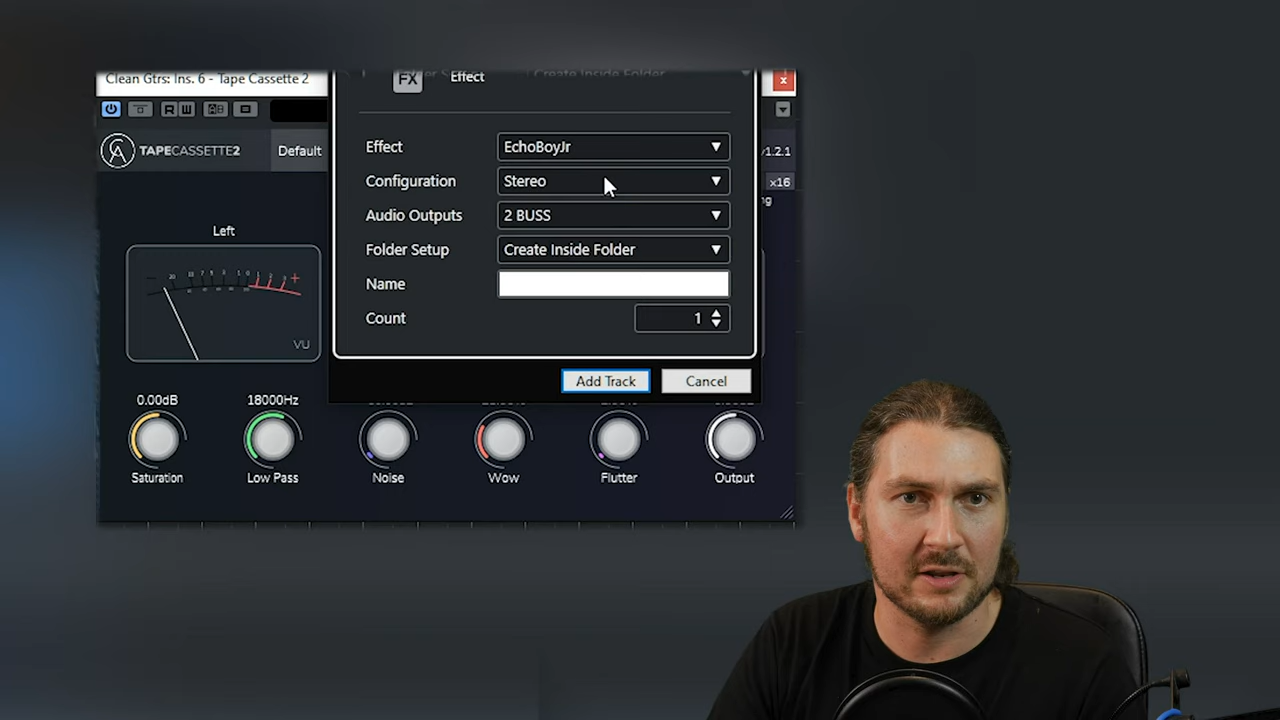 Clean Gtrs: Ins. 6 - Tape Cassette 2
x
R W
TAPECASSETTE2
Default
v1.2.1
x16
FX
Effect
Create Inside Folder
Effect
EchoBoyJr
Configuration
Stereo
Audio Outputs
2 BUSS
Folder Setup
Create Inside Folder
Name
Count
1
Add Track
Cancel
Left
VU
0.00dB
18000Hz
Saturation
Low Pass
Noise
Wow
Flutter
Output